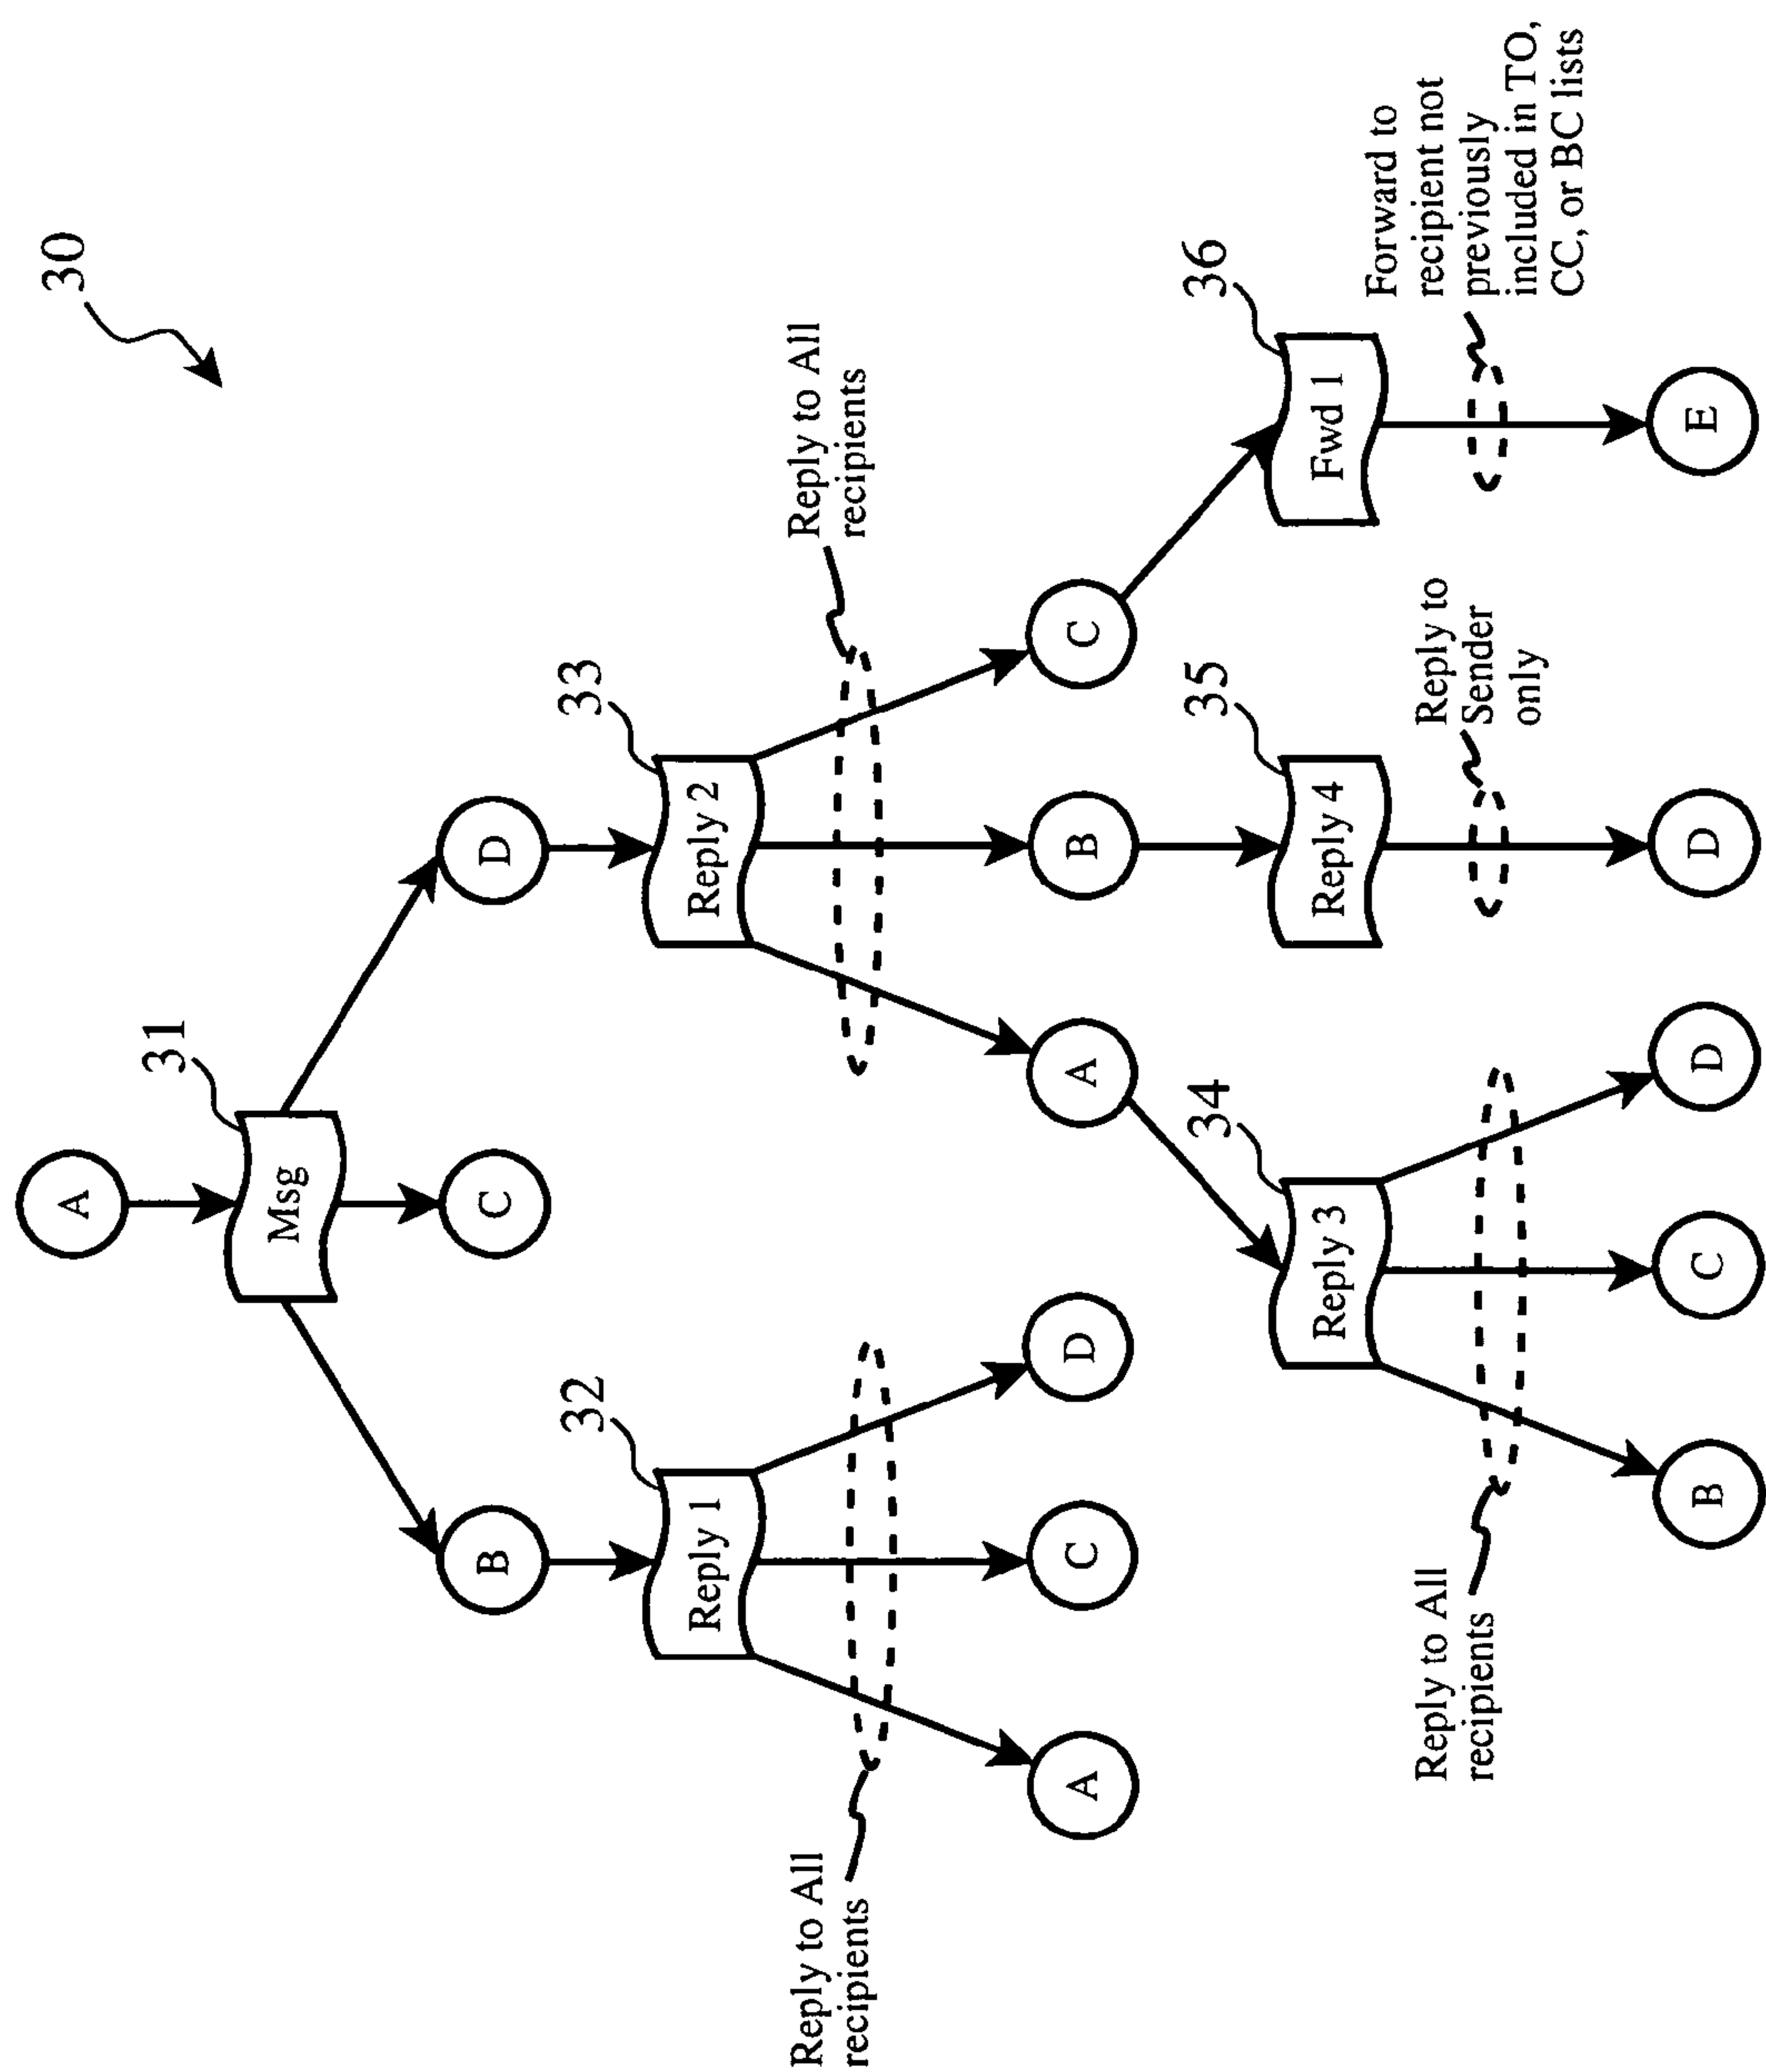 30
A
31
Msg
B
C
D
32
Reply 1
33
Reply 2
Reply to All
recipients
Reply to All
recipients
A
C
D
A
B
C
34
Reply 3
35
Reply 4
36
Fwd 1
Reply to All
recipients
Reply to
Sender
only
Forward to
recipient not
previously
included in TO,
CC, or BC lists
B
C
D
D
E